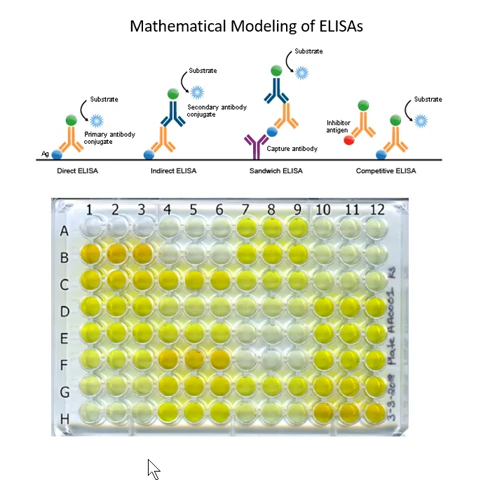 Mathematical Modeling of ELISAs
Substrate
Primary antibody
conjugate
Ag
Direct ELISA
Substrate
Secondary antibody
conjugate
Indirect ELISA
Substrate
Capture antibody
Sandwich ELISA
Inhibitor
antigen
Substrate
Competitive ELISA
1 2 3 4 5 6 7 8 9 10 11 12
A
B
C
D
E
F
G
H
Plate